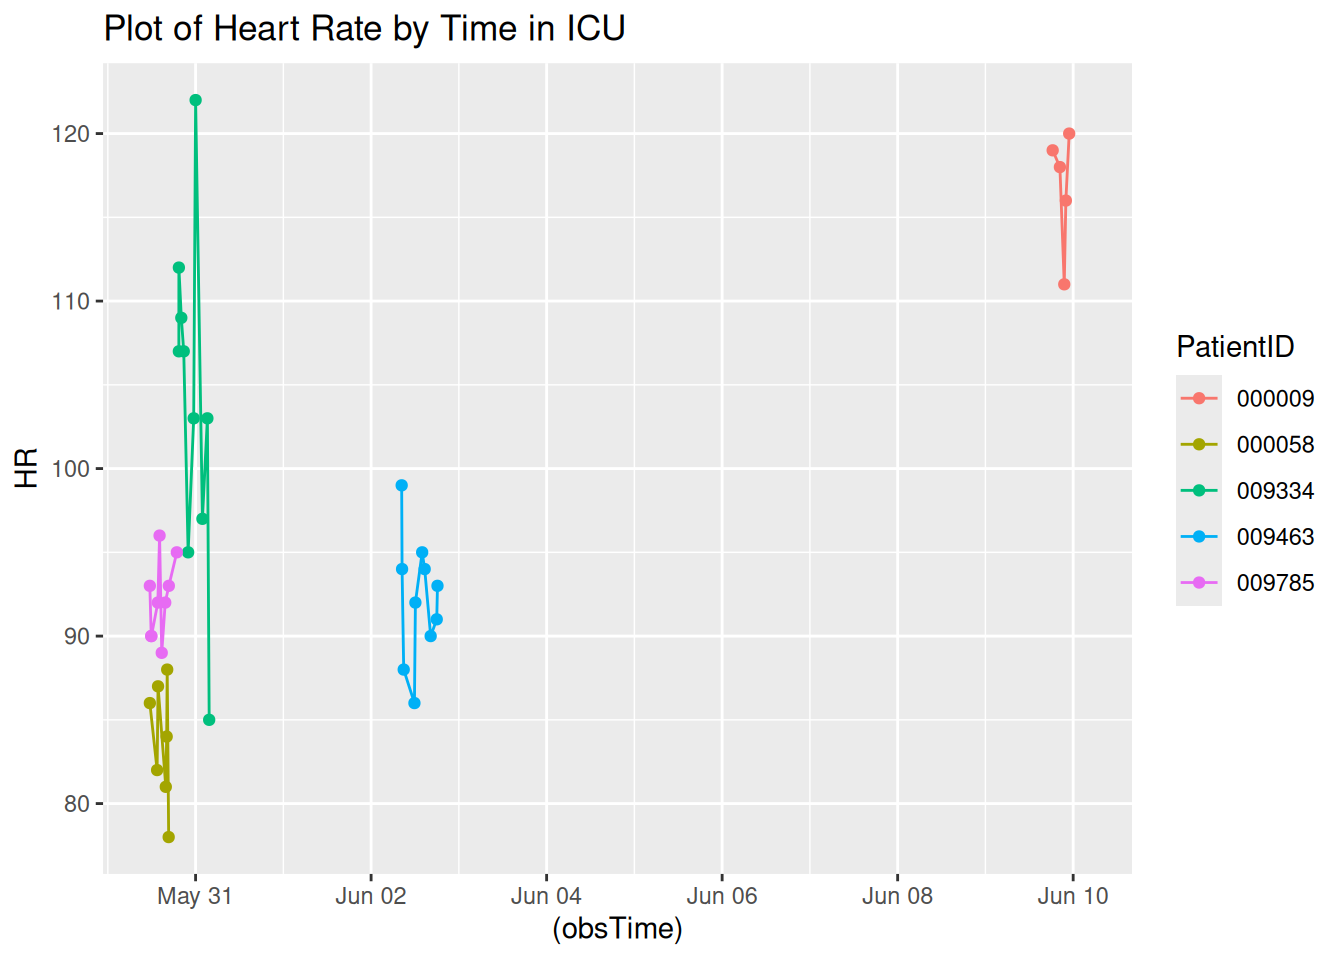 Plot of Heart Rate by Time in ICU
120
110
100
90
80
HR
May 31
Jun 02
Jun 04
Jun 06
Jun 08
Jun 10
(obsTime)
PatientID
000009
000058
009334
009463
009785